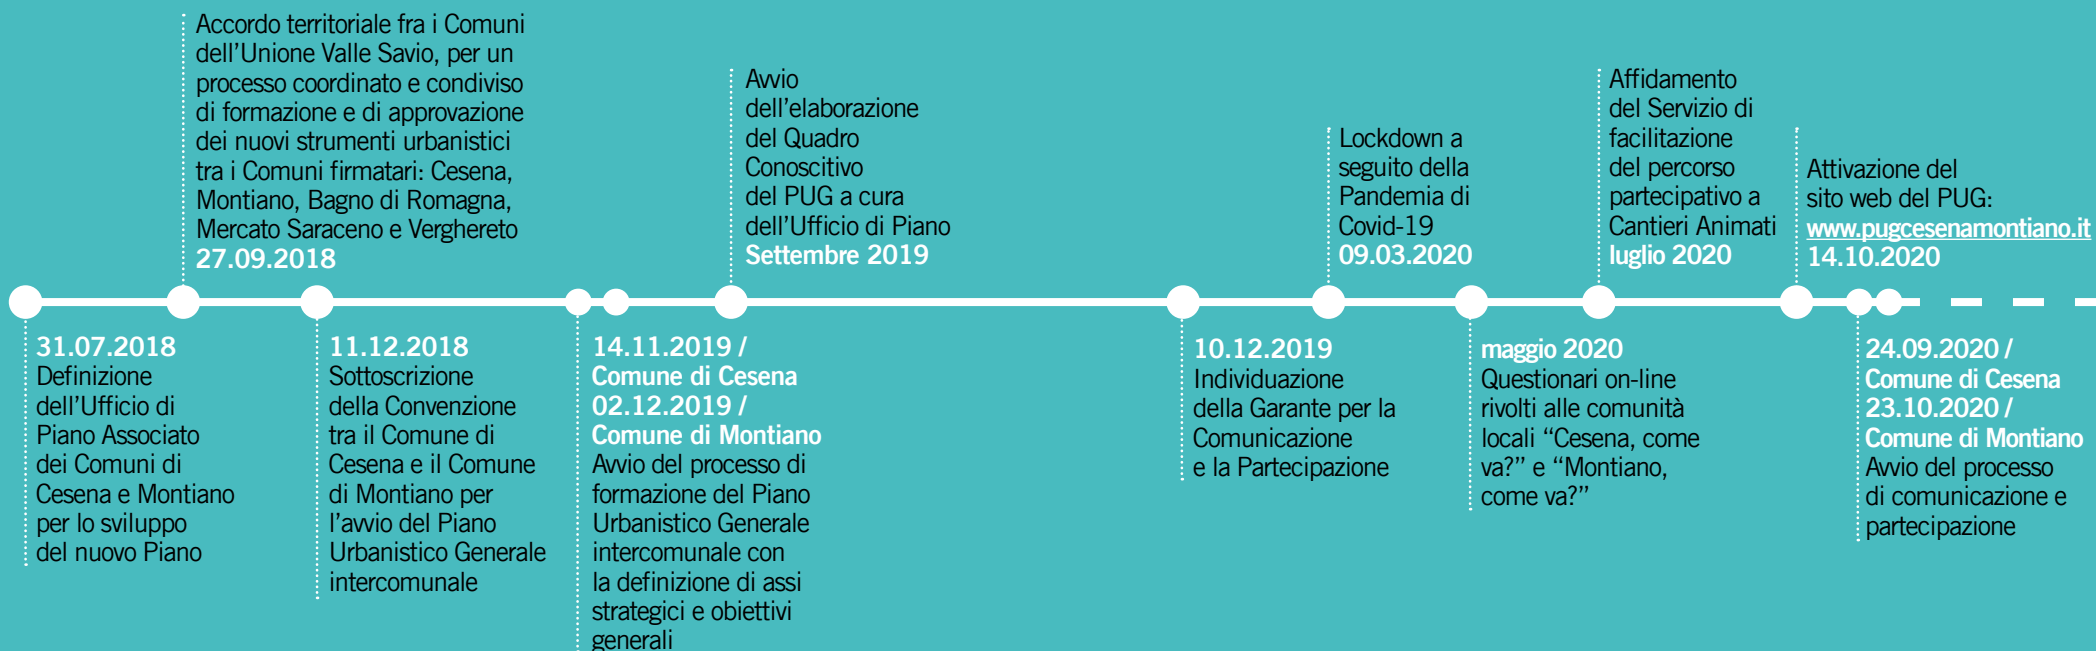 Accordo territoriale fra i Comuni
dell'Unione Valle Savio, per un
processo coordinato e condiviso
di formazione e di approvazione
dei nuovi strumenti urbanistici
tra i Comuni firmatari: Cesena,
Montiano, Bagno di Romagna,
Mercato Saraceno e Verghereto
27.09.2018
Avvio
dell'elaborazione
del Quadro
Conoscitivo
del PUG a cura
dell'Ufficio di Piano
Settembre 2019
Lockdown a
seguito della
Pandemia di
Covid-19
09.03.2020
Affidamento
del Servizio di
facilitazione
del percorso
partecipativo a
Cantieri Animati
luglio 2020
Attivazione del
sito web del PUG:
www.pugcesenamontiano.it
14.10.2020
31.07.2018
Definizione
dell'Ufficio di
Piano Associato
dei Comuni di
Cesena e Montiano
per lo sviluppo
del nuovo Piano
11.12.2018
Sottoscrizione
della Convenzione
tra il Comune di
Cesena e il Comune
di Montiano per
l'avvio del Piano
Urbanistico Generale
intercomunale
14.11.2019 /
Comune di Cesena
02.12.2019 /
Comune di Montiano
Avvio del processo di
formazione del Piano
Urbanistico Generale
intercomunale con
la definizione di assi
strategici e obiettivi
generali
10.12.2019
Individuazione
della Garante per la
Comunicazione
e la Partecipazione
maggio 2020
Questionari on-line
rivolti alle comunità
locali “Cesena, come
va?” e “Montiano,
come va?”
24.09.2020 /
Comune di Cesena
23.10.2020 /
Comune di Montiano
Avvio del processo
di comunicazione e
partecipazione